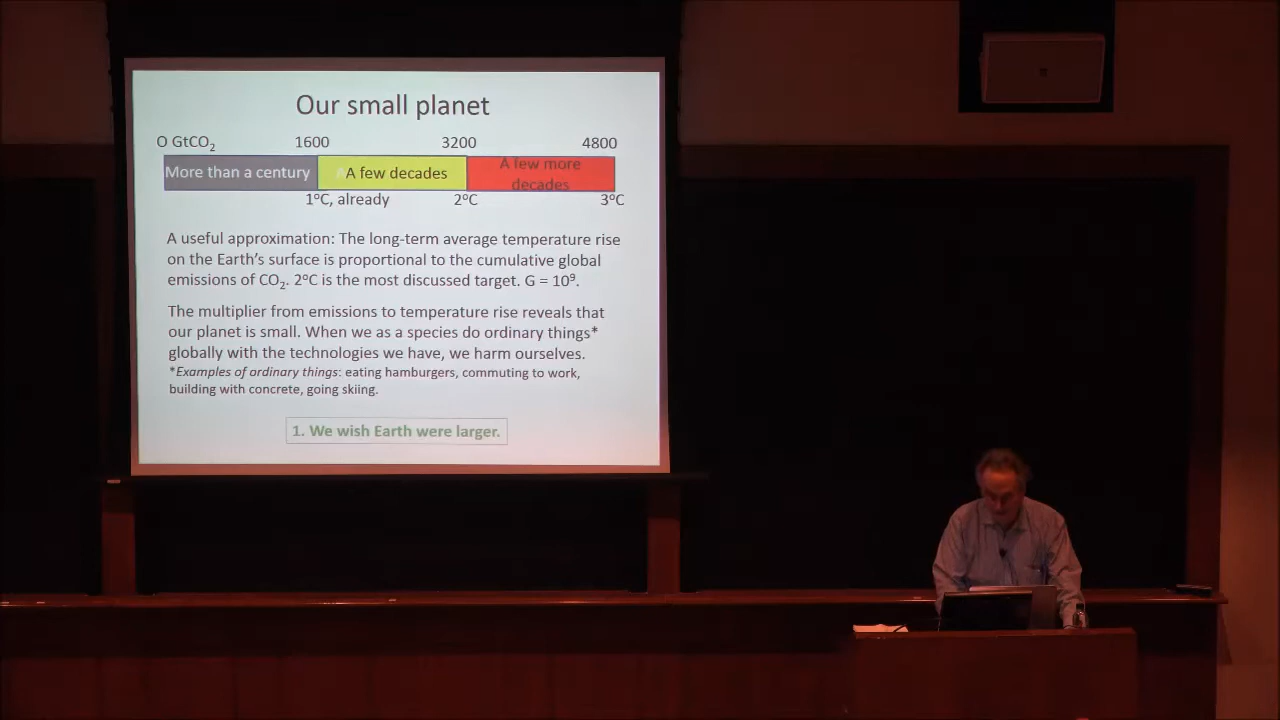 Our small planet
O GtCO₂ 1600 3200 4800
More than a century A few decades A few more
decades
1°C, already 2°C 3°C
A useful approximation: The long-term average temperature rise
on the Earth's surface is proportional to the cumulative global
emissions of CO₂. 2°C is the most discussed target. G = 10⁹.
The multiplier from emissions to temperature rise reveals that
our planet is small. When we as a species do ordinary things*
globally with the technologies we have, we harm ourselves.
*Examples of ordinary things: eating hamburgers, commuting to work,
building with concrete, going skiing.
1. We wish Earth were larger.